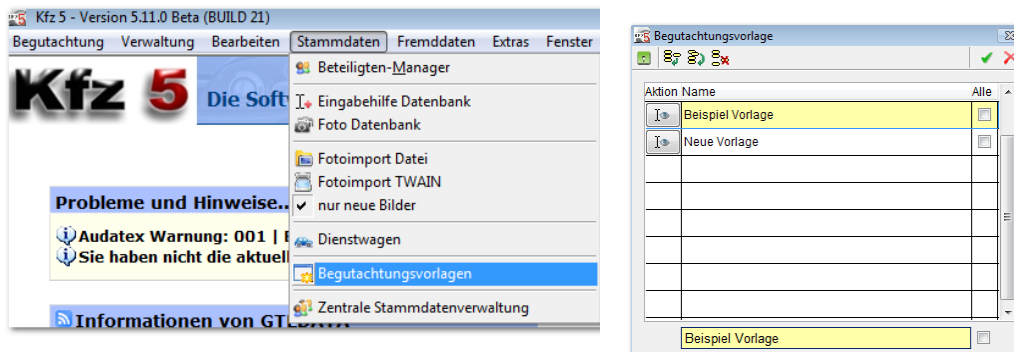 Kfz 5 - Version 5.11.0 Beta (BUILD 21)
Begutachtung Verwaltung Bearbeiten Stammdaten Fremddaten Extras Fenster
Kfz 5 Die Soft
Beteiligten-Manager
Eingabehilfe Datenbank
Foto Datenbank
Fotoimport Datei
Fotoimport TWAIN
nur neue Bilder
Dienstwagen
Begutachtungsvorlagen
Zentrale Stammdatenverwaltung
Probleme und Hinweise..
Audatex Warnung: 001 |
Sie haben nicht die aktuel
Informationen von
Begutachtungsvorlage
Aktion Name Alle
Beispiel Vorlage
Neue Vorlage
Beispiel Vorlage